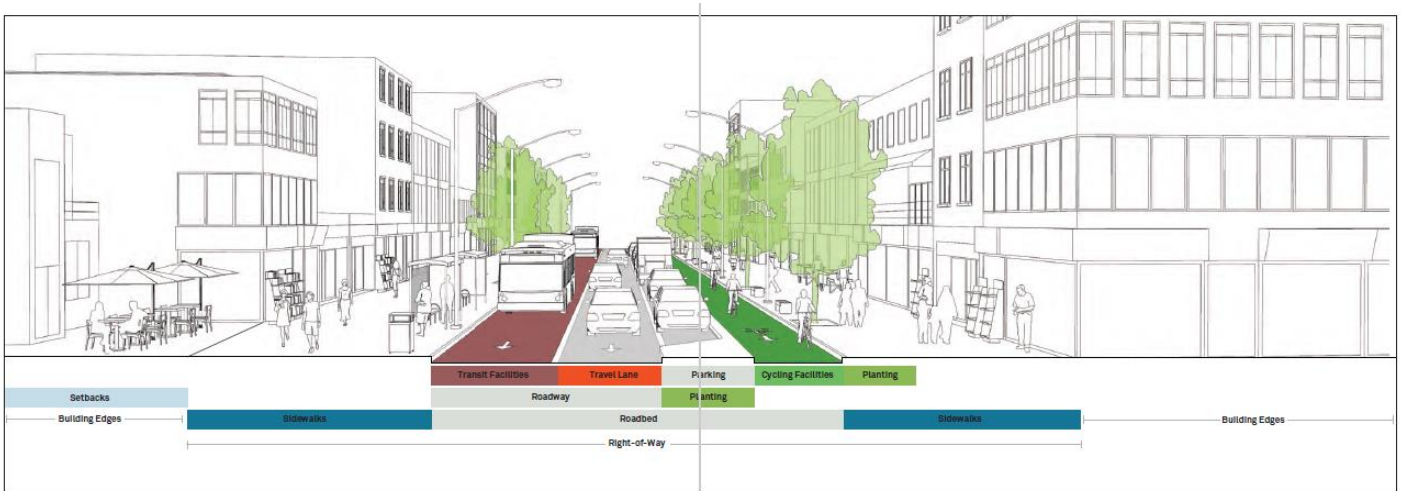 Transit Facilities Travel Lane Parking Cycling Facilities Planting
Setbacks Roadway Planting
Building Edges Sidewalks Roadbed Sidewalks Building Edges
Right-of-Way